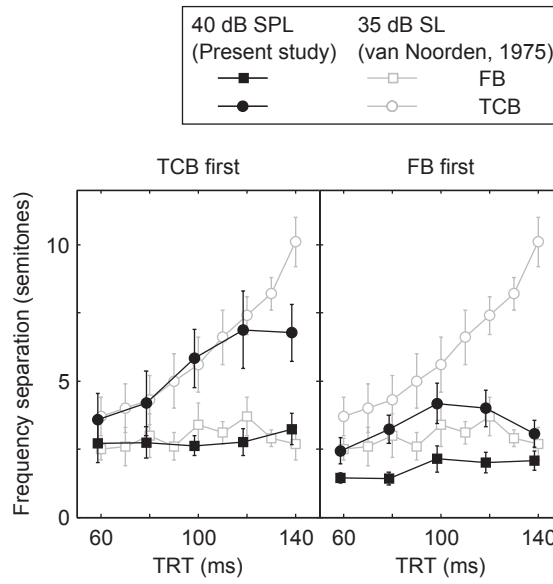 40 dB SPL 35 dB SL
(Present study) (van Noorden, 1975)
FB
TCB
TCB first FB first
Frequency separation (semitones)
10
5
0
60 100 140 60 100 140
TRT (ms) TRT (ms)